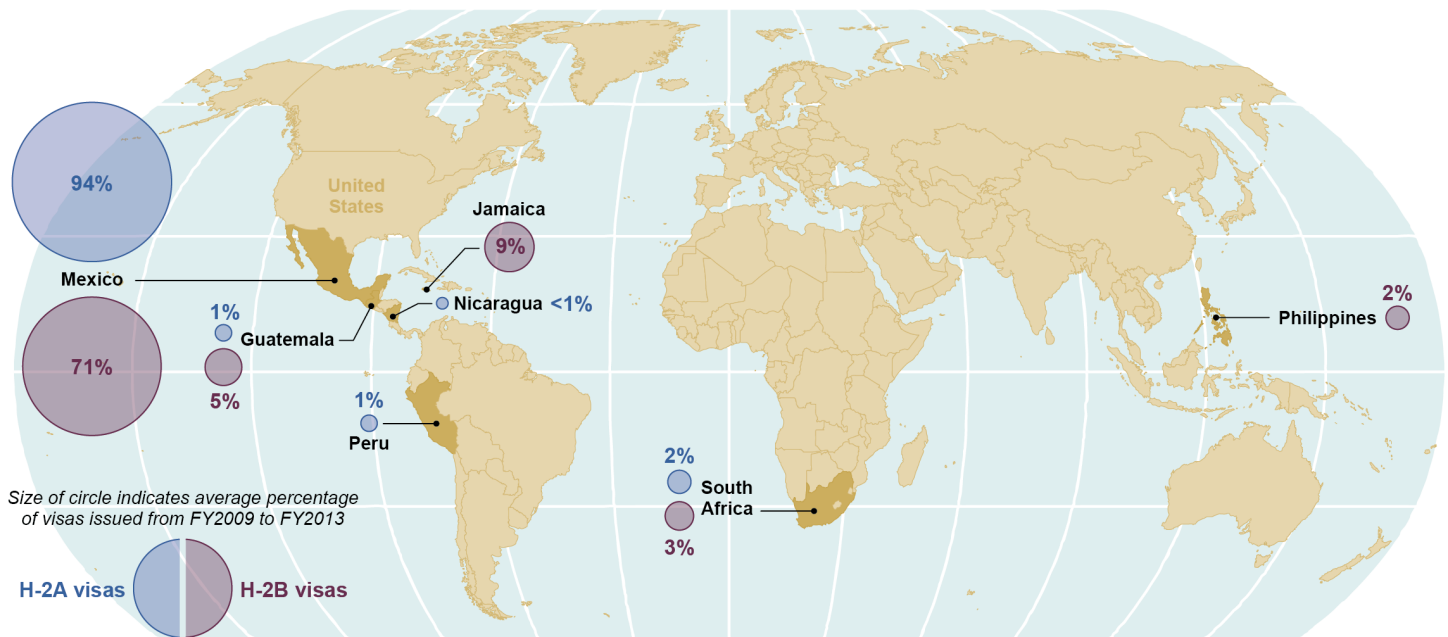 94%
United
States
Jamaica
9%
Mexico
Nicaragua <1%
1%
Guatemala
2%
Philippines
71%
5%
1%
Peru
2%
South
Africa
3%
Size of circle indicates average percentage
of visas issued from FY2009 to FY2013
H-2A visas
H-2B visas